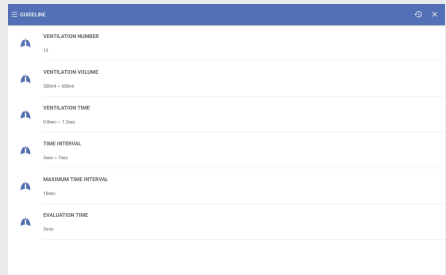 GUIDELINE
VENTILATION NUMBER
12
VENTILATION VOLUME
500ml ~ 600ml
VENTILATION TIME
0.8sec ~ 1.2sec
TIME INTERVAL
5sec ~ 7sec
MAXIMUM TIME INTERVAL
10sec
EVALUATION TIME
5min